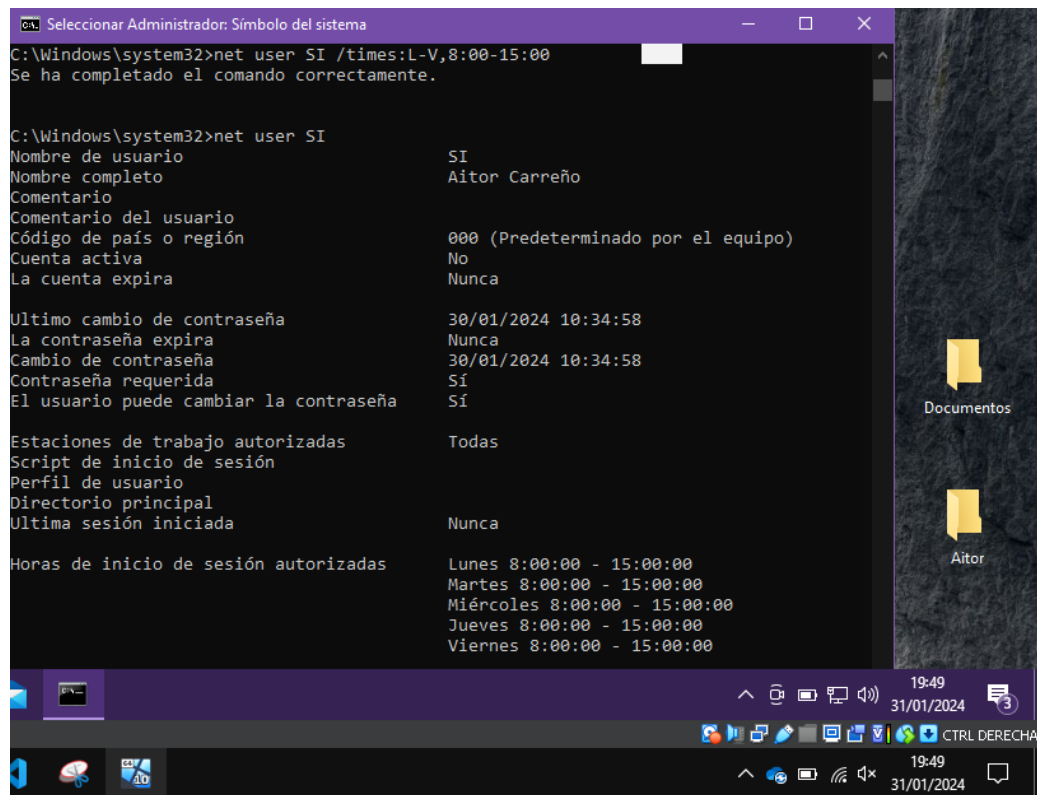 Seleccionar Administrador: Símbolo del sistema
C:\Windows\system32>net user SI /times:L-V,8:00-15:00
Se ha completado el comando correctamente.
C:\Windows\system32>net user SI
Nombre de usuario SI
Nombre completo Aitor Carreño
Comentario
Comentario del usuario
Código de país o región 000 (Predeterminado por el equipo)
Cuenta activa No
La cuenta expira Nunca
Ultimo cambio de contraseña 30/01/2024 10:34:58
La contraseña expira Nunca
Cambio de contraseña 30/01/2024 10:34:58
Contraseña requerida Sí
El usuario puede cambiar la contraseña Sí
Estaciones de trabajo autorizadas Todas
Script de inicio de sesión
Perfil de usuario
Directorio principal
Ultima sesión iniciada Nunca
Horas de inicio de sesión autorizadas Lunes 8:00:00 - 15:00:00
Martes 8:00:00 - 15:00:00
Miércoles 8:00:00 - 15:00:00
Jueves 8:00:00 - 15:00:00
Viernes 8:00:00 - 15:00:00
Documentos
Aitor
19:49
31/01/2024
3
CTRL DERECHA
19:49
31/01/2024